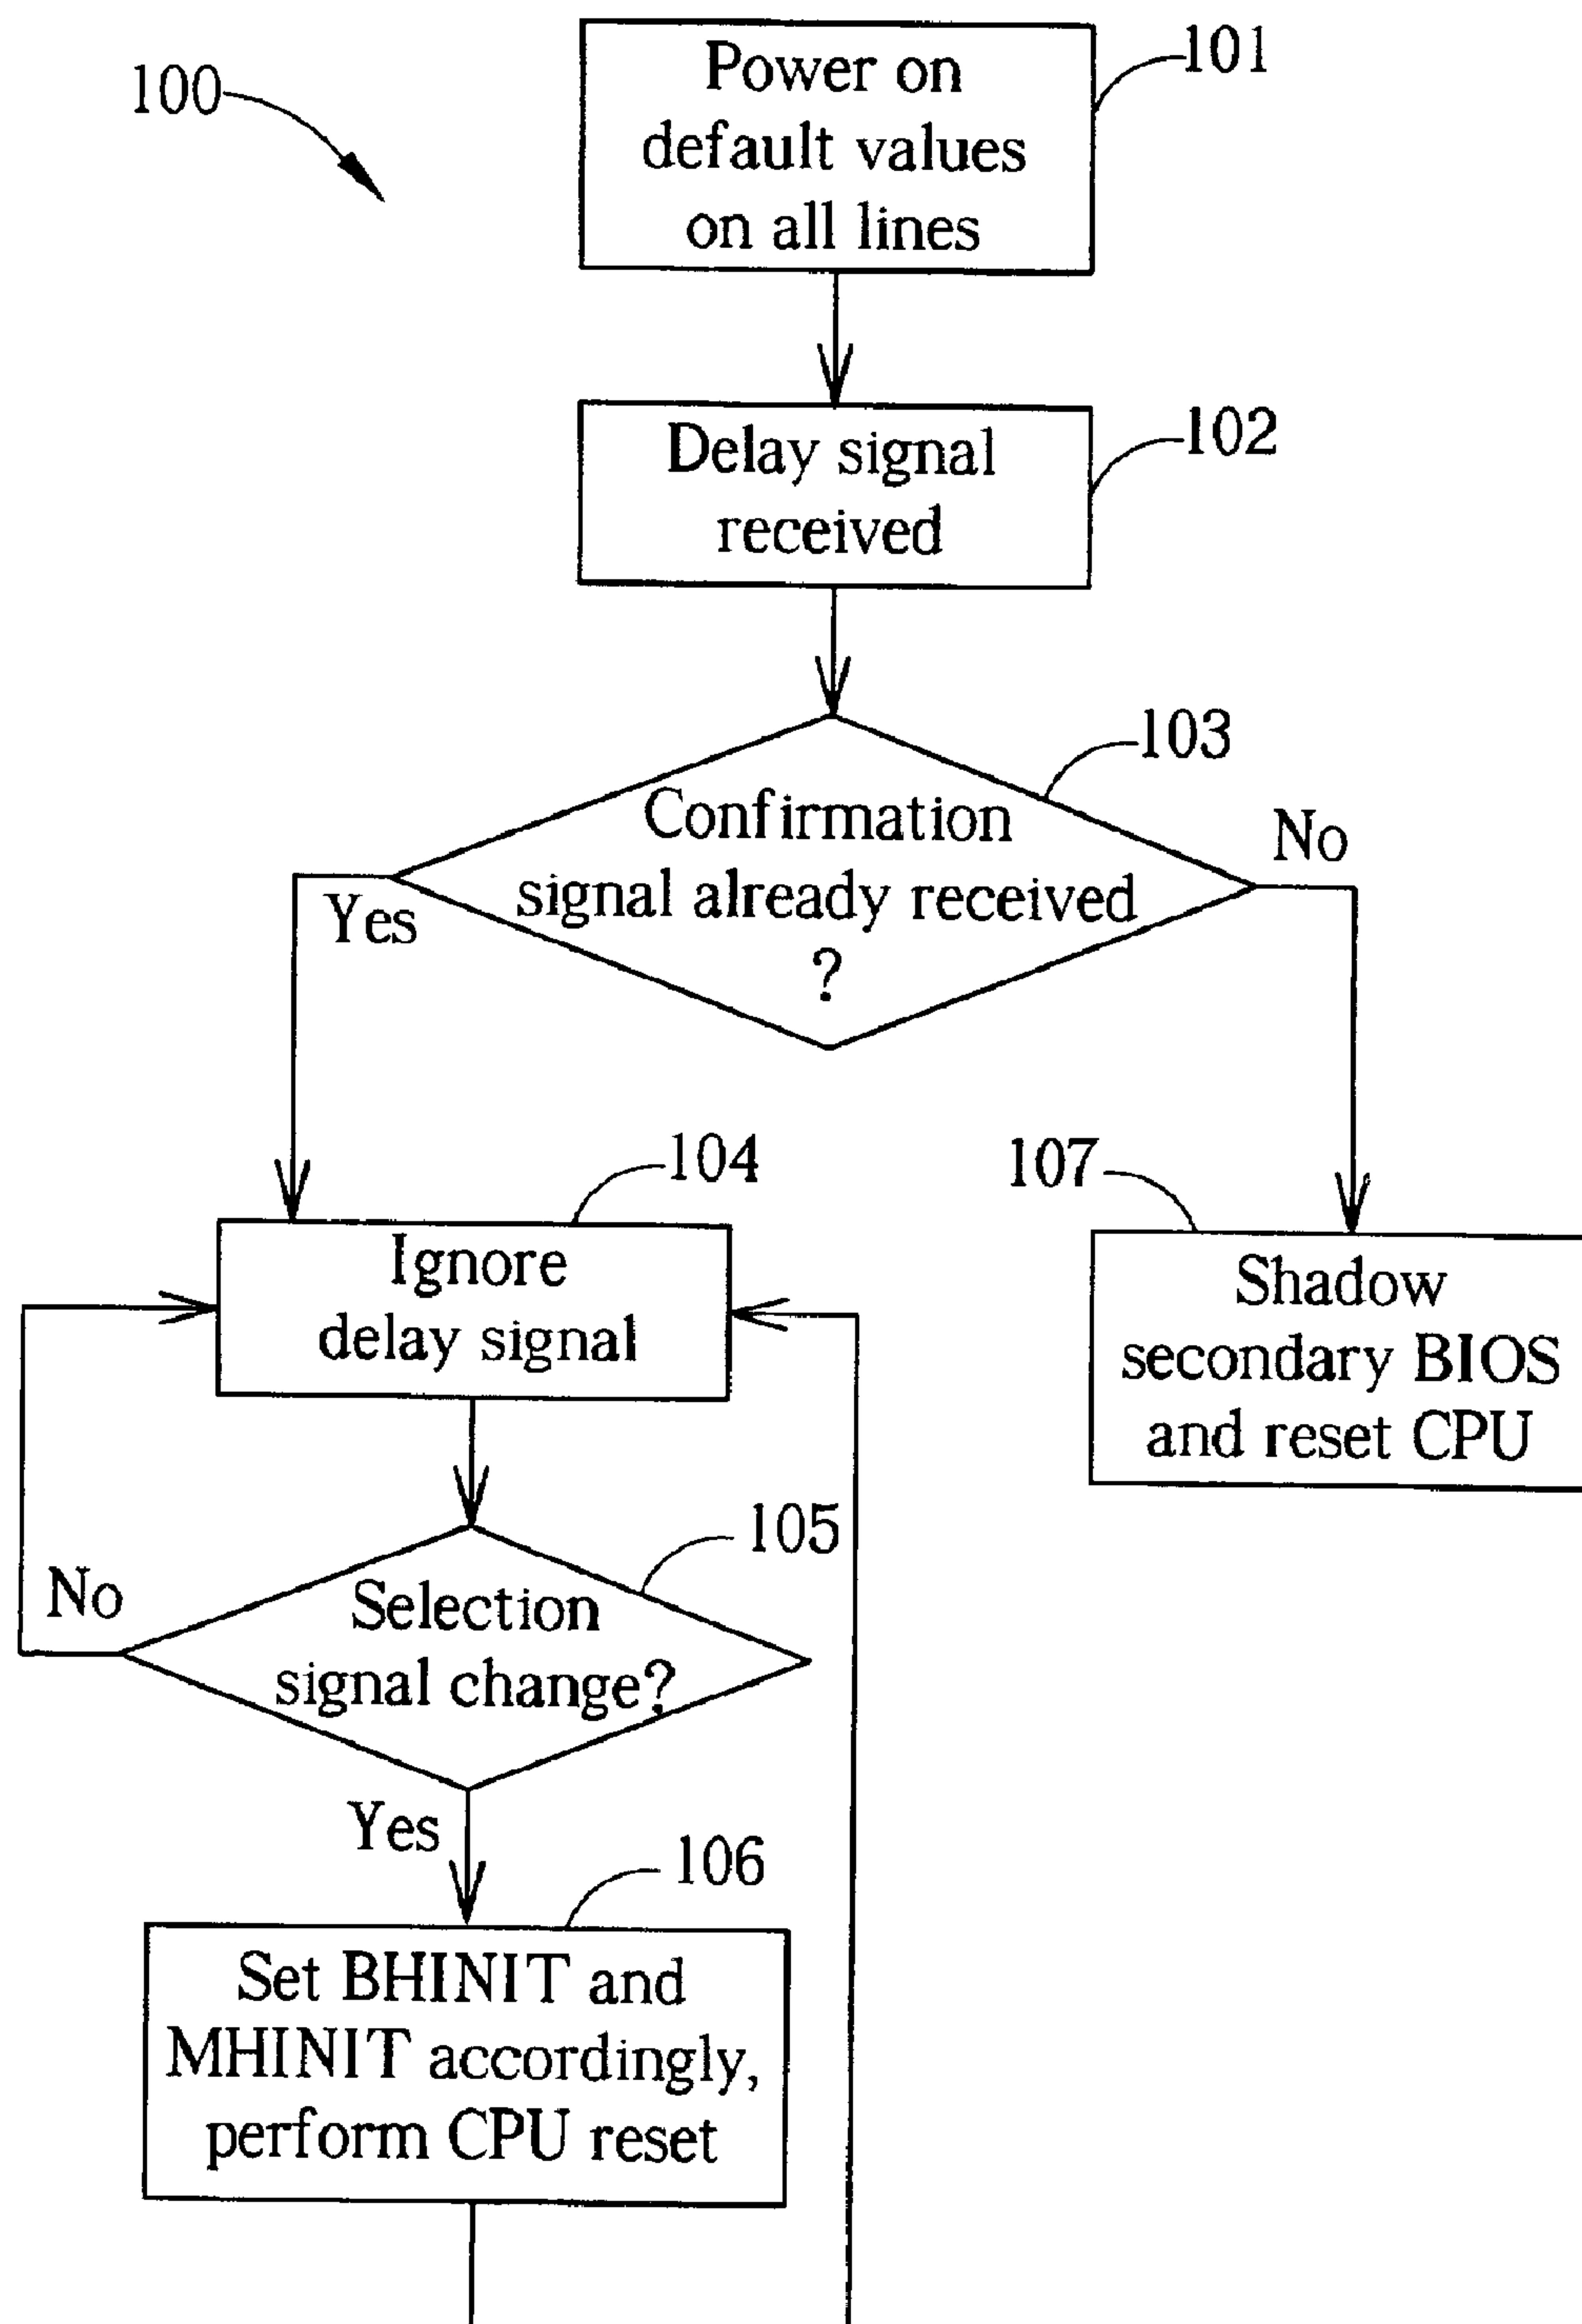 100
101
Power on
default values
on all lines
102
Delay signal
received
103
Confirmation
signal already received
?
Yes
No
104
Ignore
delay signal
107
Shadow
secondary BIOS
and reset CPU
105
Selection
signal change?
No
Yes
106
Set BHINIT and
MHINIT accordingly,
perform CPU reset